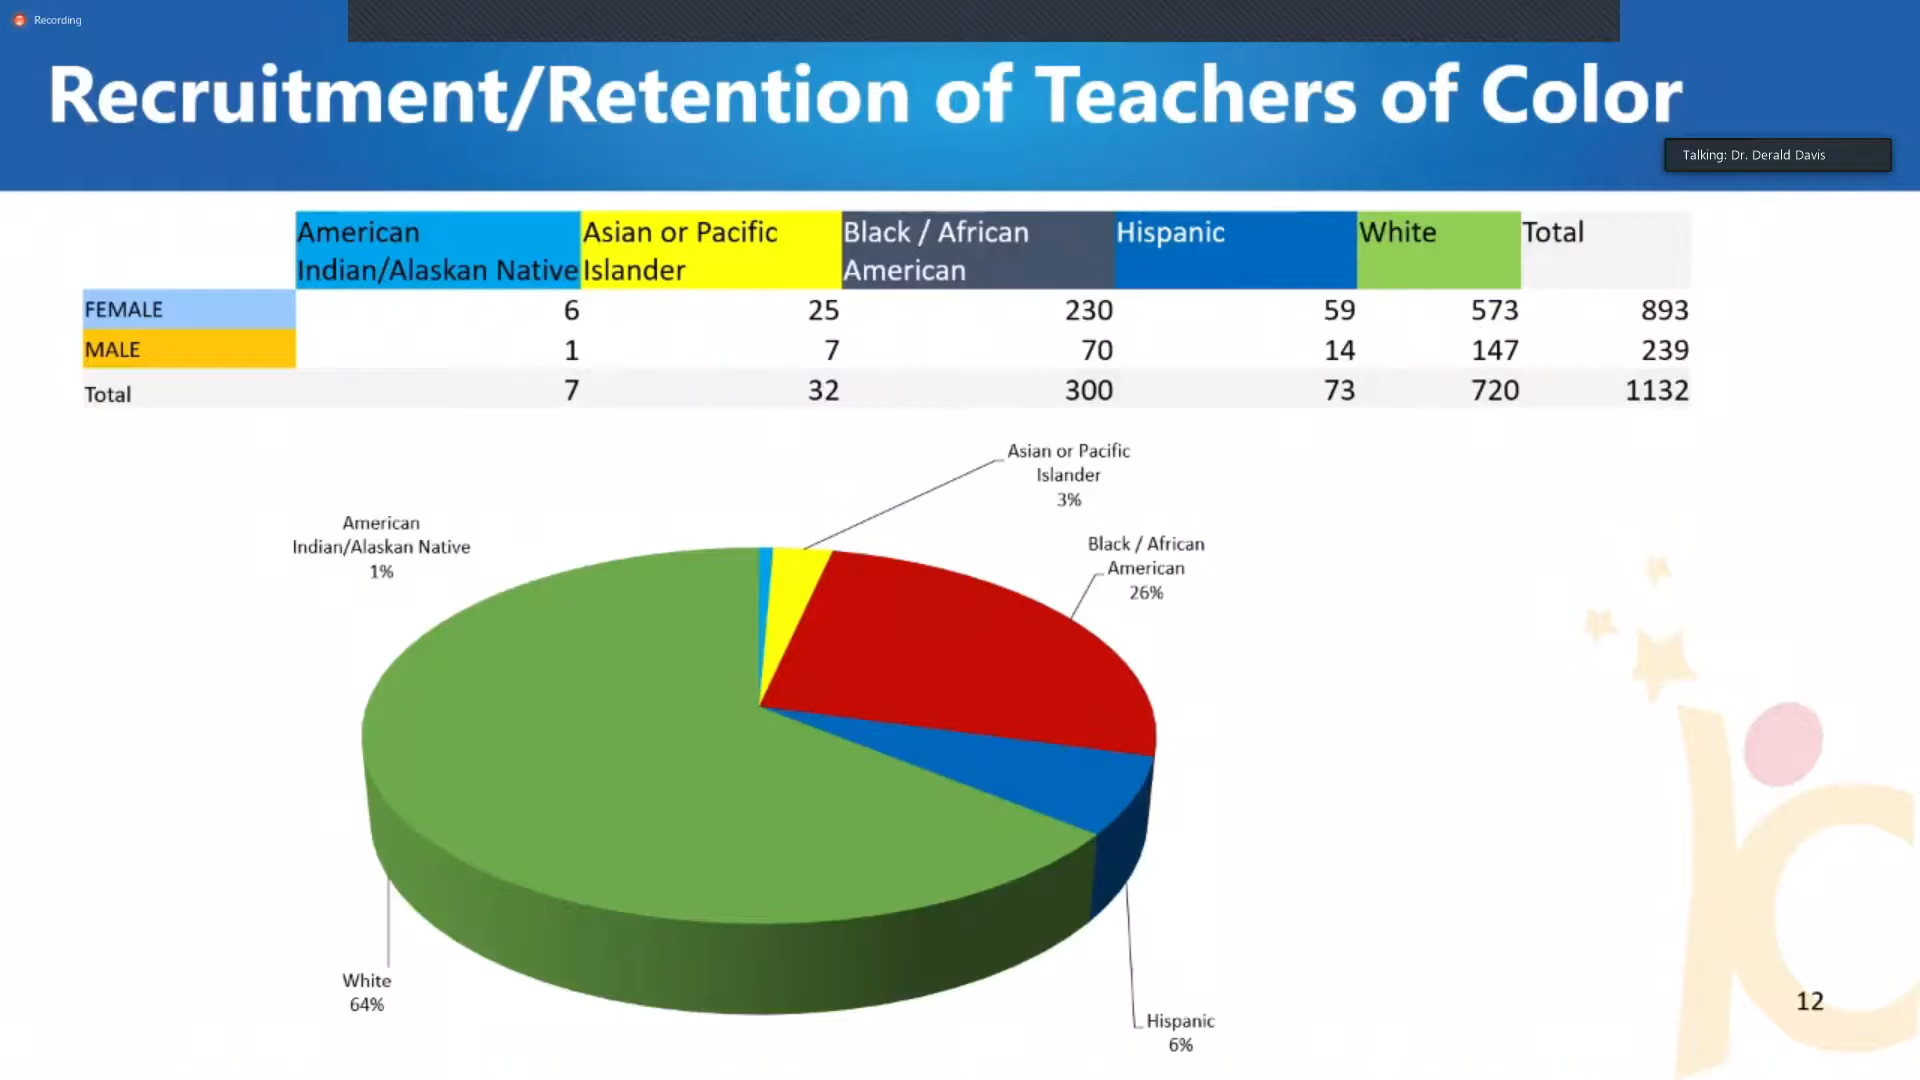 Recording
Recruitment/Retention of Teachers of Color
Talking: Dr. Derald Davis
American Indian/Alaskan Native Asian or Pacific Islander Black / African American Hispanic White Total
FEMALE 6 25 230 59 573 893
MALE 1 7 70 14 147 239
Total 7 32 300 73 720 1132
Asian or Pacific
Islander
3%
American
Indian/Alaskan Native
1%
Black / African
American
26%
White
64%
Hispanic
6%
12